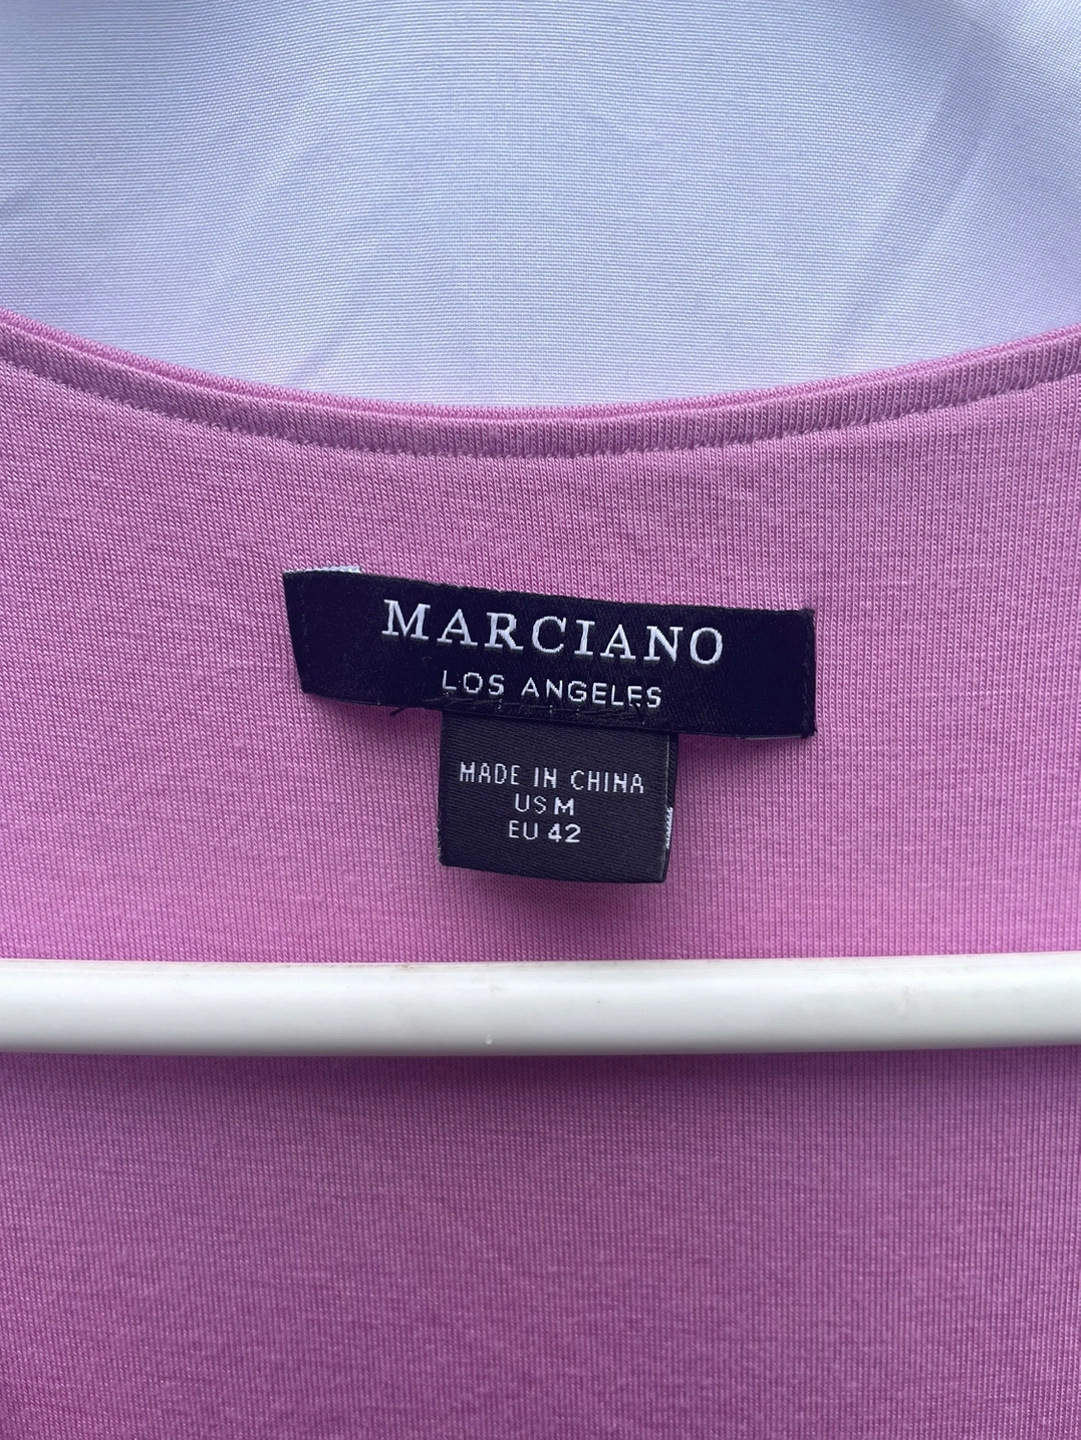 MARCIANO
LOS ANGELES
MADE IN CHINA
US M
EU 42